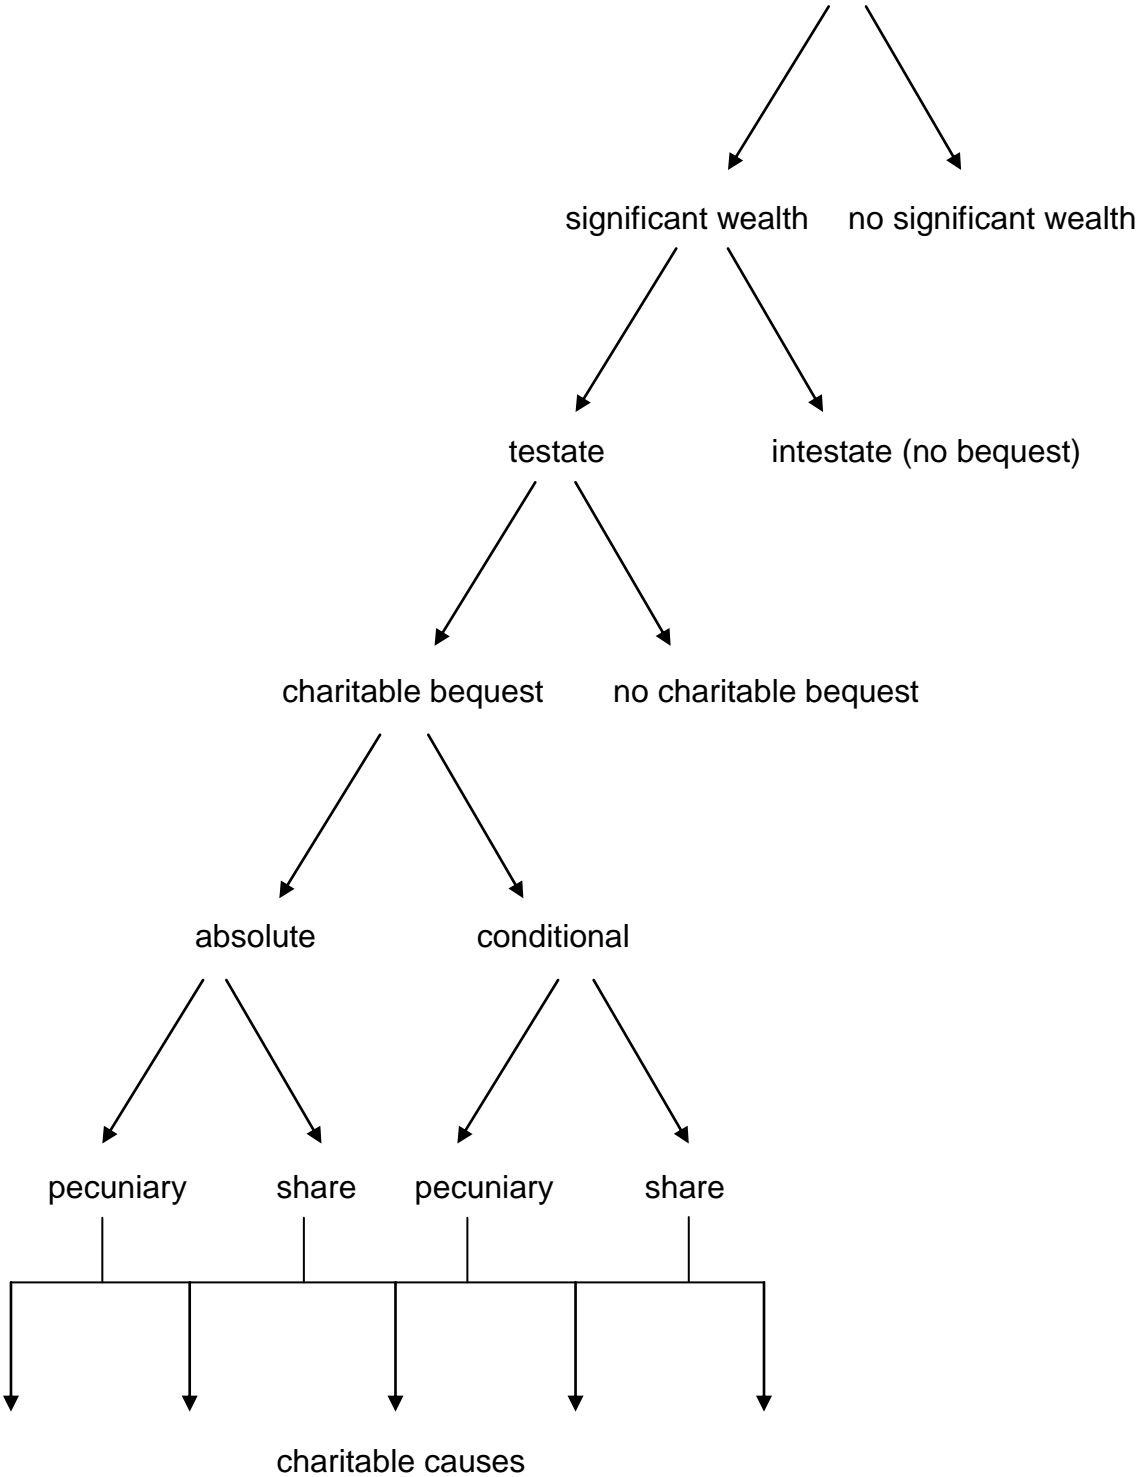 significant wealth no significant wealth
testate intestate (no bequest)
charitable bequest no charitable bequest
absolute conditional
pecuniary share pecuniary share
charitable causes